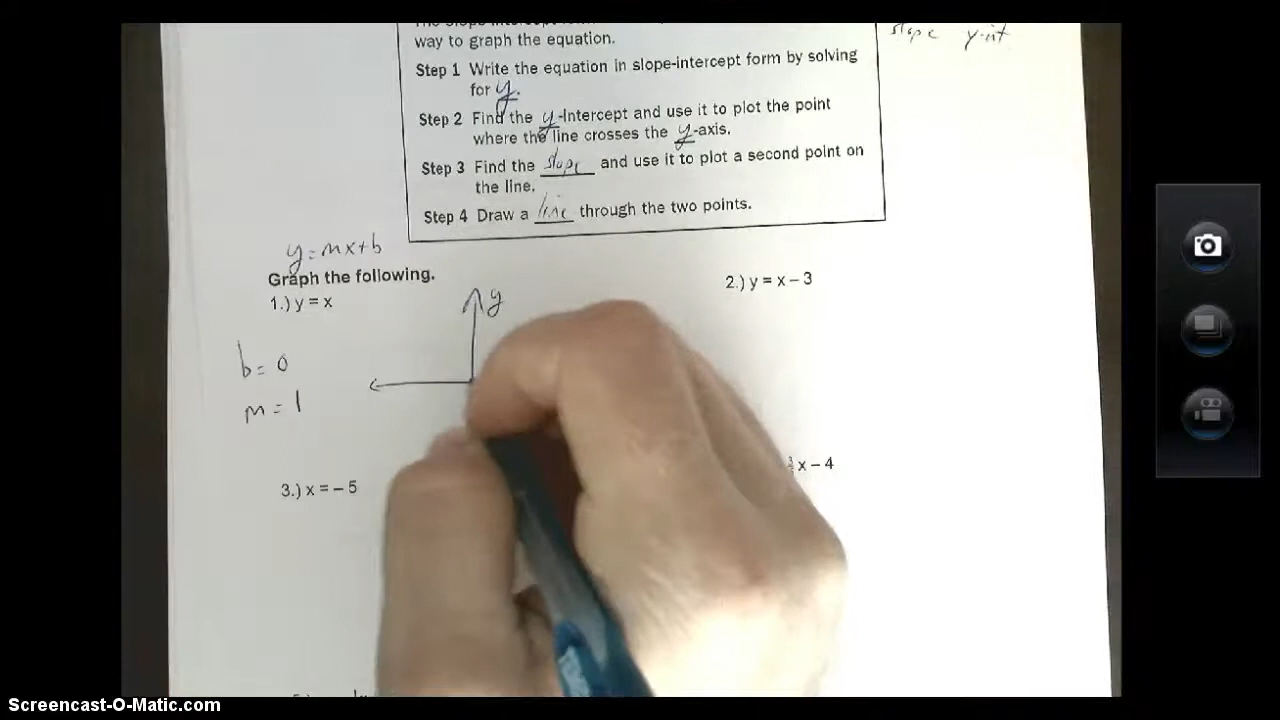 slope y-int
way to graph the equation.
Step 1 Write the equation in slope-intercept form by solving
for y.
Step 2 Find the y-intercept and use it to plot the point
where the line crosses the y-axis.
Step 3 Find the slope and use it to plot a second point on
the line.
Step 4 Draw a line through the two points.
y = mx + b
Graph the following.
1.) y = x
y
2.) y = x – 3
b = 0
m = 1
x – 4
3.) x = – 5
Screencast-O-Matic.com